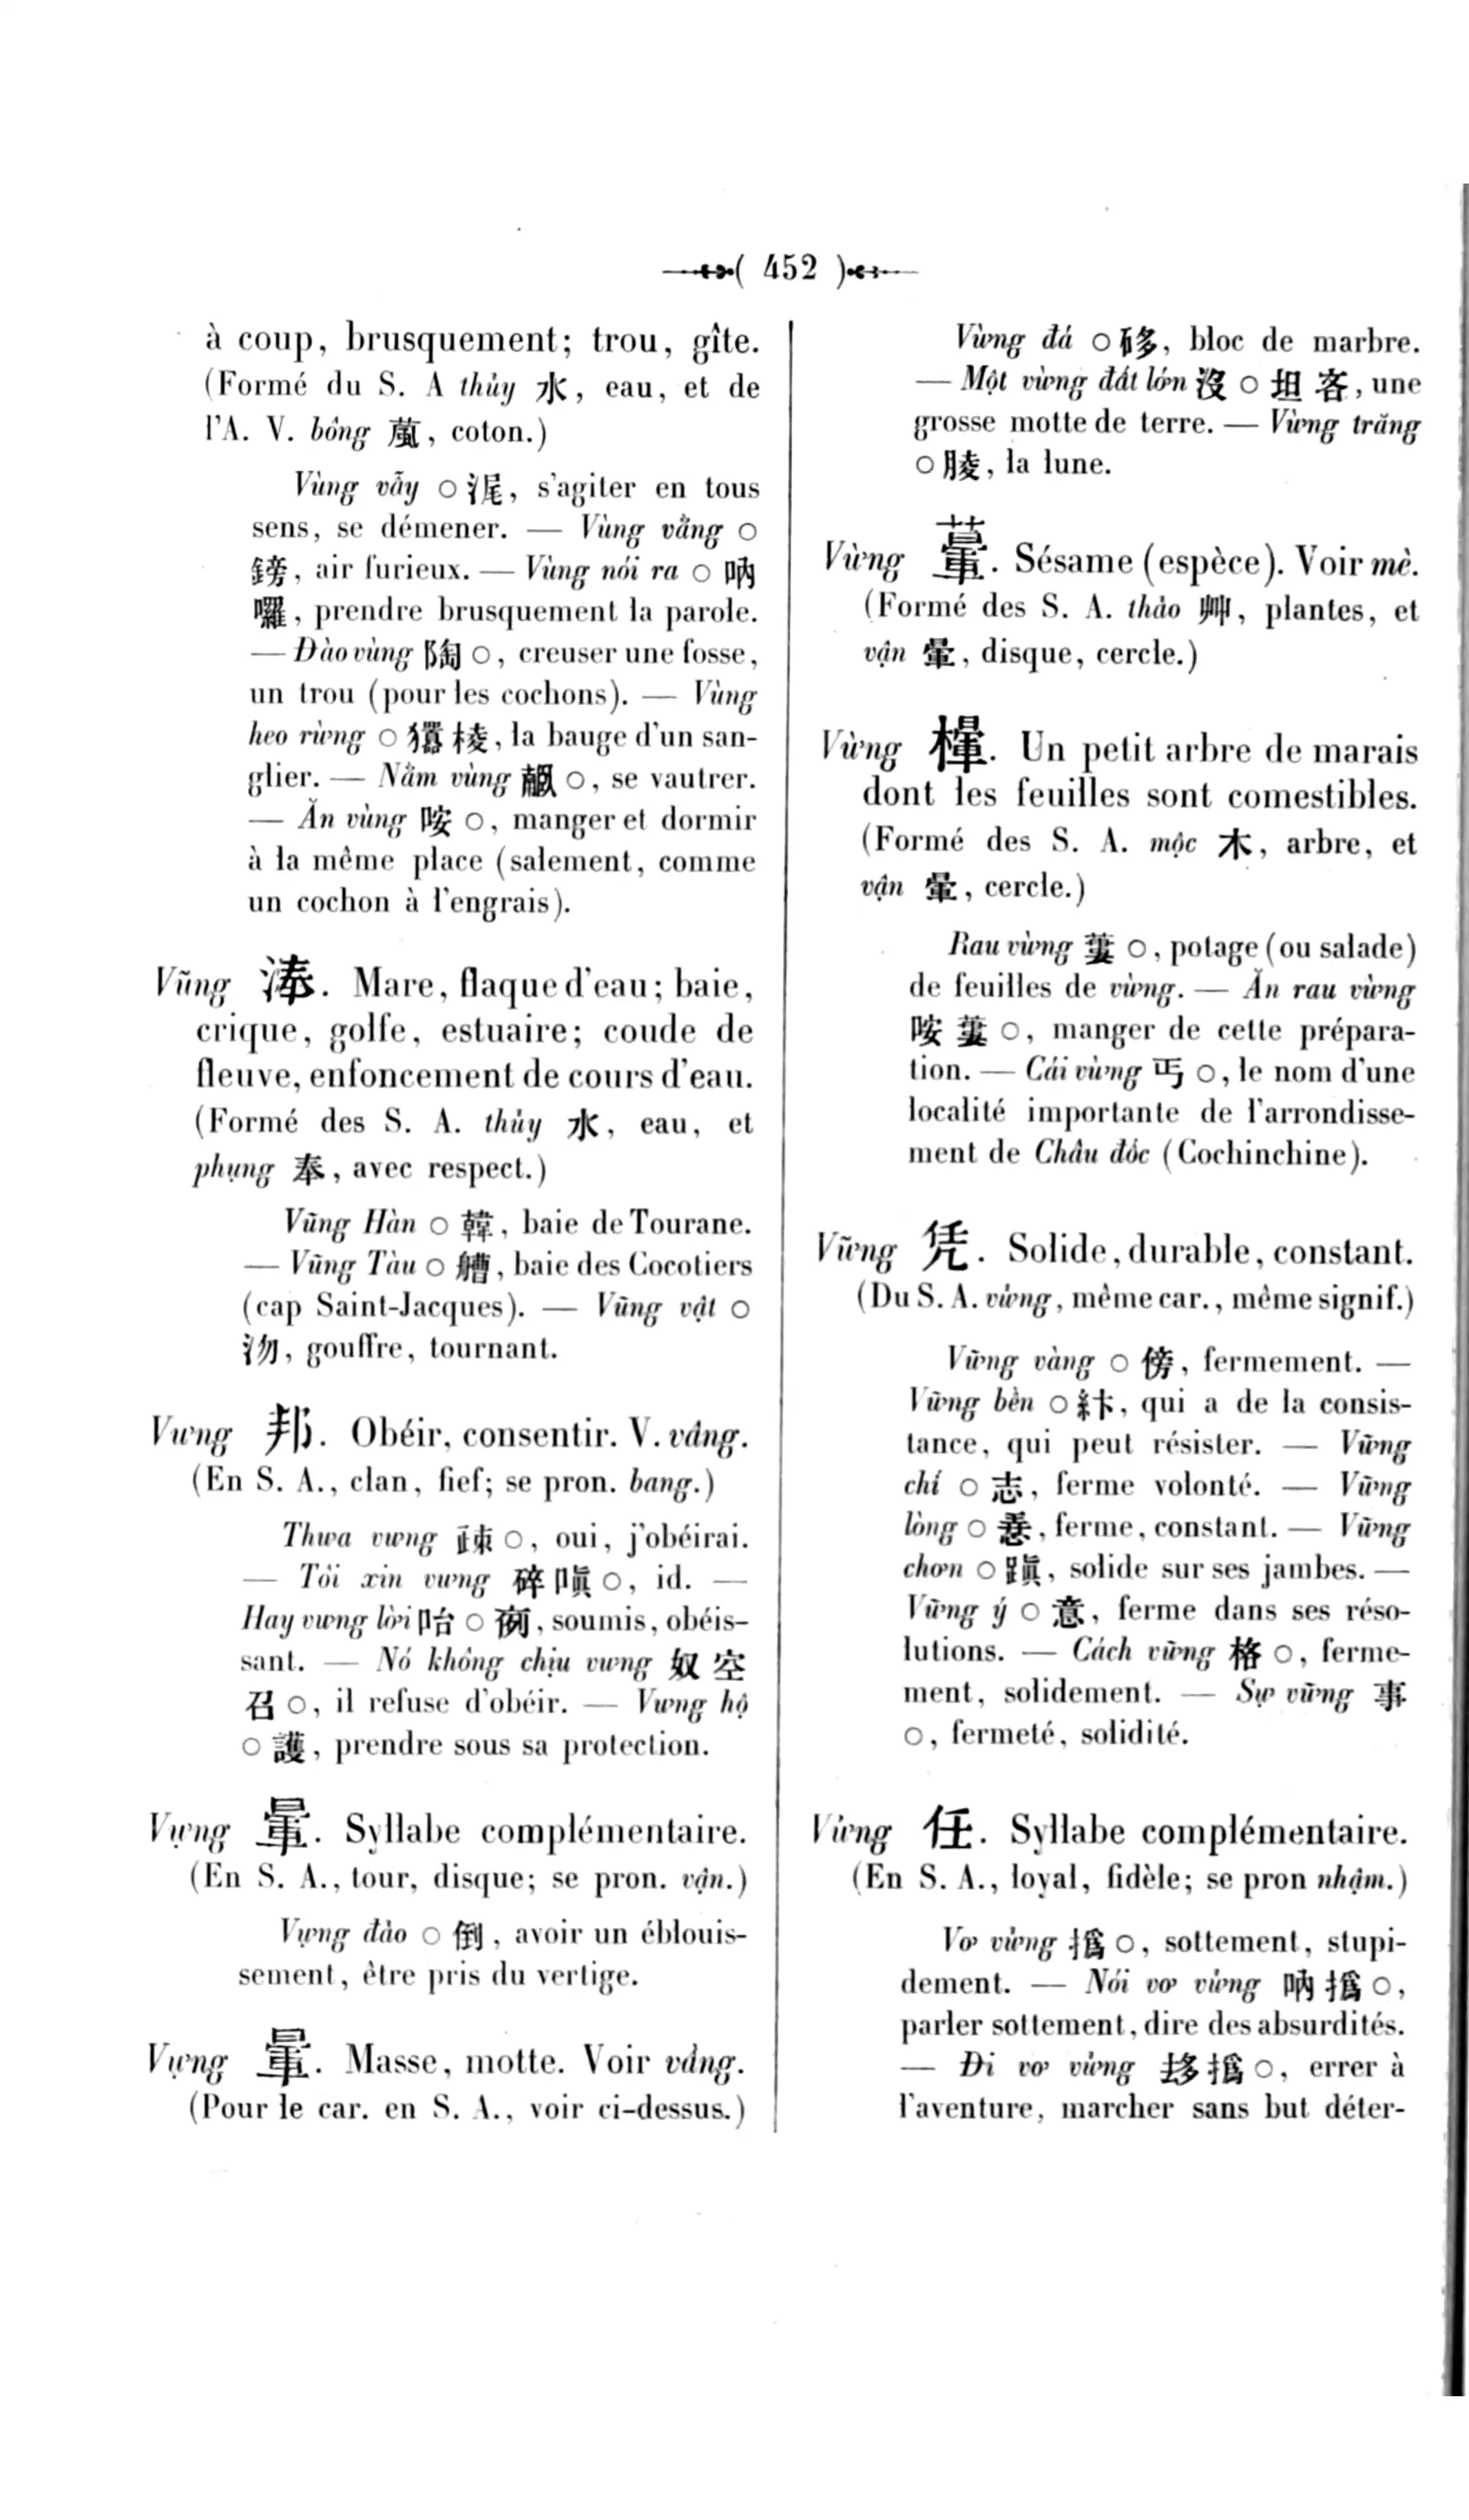 ( 452 )
à coup, brusquement; trou, gîte.
(Formé du S. A thủy 水, eau, et de
l'A. V. bông, coton.)
Vùng vẫy ○ 浘, s'agiter en tous
sens, se démener. — Vùng vằng ○
鎊, air furieux. — Vùng nói ra ○ 吶
囉, prendre brusquement la parole.
— Đào vùng 陶 ○, creuser une fosse,
un trou (pour les cochons). — Vùng
heo rừng ○ 棱, la bauge d'un san-
glier. — Nằm vùng ○, se vautrer.
— Ăn vùng 咹 ○, manger et dormir
à la même place (salement, comme
un cochon à l'engrais).
Vũng 湊. Mare, flaque d'eau; baie,
crique, golfe, estuaire; coude de
fleuve, enfoncement de cours d'eau.
(Formé des S. A. thủy 水, eau, et
phụng 奉, avec respect.)
Vũng Hàn ○ 韓, baie de Tourane.
— Vũng Tàu ○ 艚, baie des Cocotiers
(cap Saint-Jacques). — Vũng vật ○
沕, gouffre, tournant.
Vưng 邦. Obéir, consentir. V. vâng.
(En S. A., clan, fief; se pron. bang.)
Thưa vưng 疎 ○, oui, j'obéirai.
— Tôi xin vưng 碎 嗔 ○, id. —
Hay vưng lời 咍 ○ 𠳒, soumis, obéis-
sant. — Nó không chịu vưng 奴 空
召 ○, il refuse d'obéir. — Vưng hộ
○ 護, prendre sous sa protection.
Vựng 暈. Syllabe complémentaire.
(En S. A., tour, disque; se pron. vận.)
Vựng đảo ○ 倒, avoir un éblouis-
sement, être pris du vertige.
Vựng 暈. Masse, motte. Voir vầng.
(Pour le car. en S. A., voir ci-dessus.)
Vừng đá ○ 𥒥, bloc de marbre.
— Một vừng đất lớn 沒 ○ 坦 客, une
grosse motte de terre. — Vừng trăng
○ 朘, la lune.
Vừng. Sésame (espèce). Voir mè.
(Formé des S. A. thảo 艸, plantes, et
vận 暈, disque, cercle.)
Vừng. Un petit arbre de marais
dont les feuilles sont comestibles.
(Formé des S. A. mộc 木, arbre, et
vận 暈, cercle.)
Rau vừng 蔞 ○, potage (ou salade)
de feuilles de vừng. — Ăn rau vừng
咹 蔞 ○, manger de cette prépara-
tion. — Cái vừng 丐 ○, le nom d'une
localité importante de l'arrondisse-
ment de Châu đốc (Cochinchine).
Vững 凭. Solide, durable, constant.
(Du S. A. vửng, même car., même signif.)
Vững vàng ○ 傍, fermement. —
Vững bền ○ 紆, qui a de la consis-
tance, qui peut résister. — Vững
chí ○ 志, ferme volonté. — Vững
lòng ○ 𢚸, ferme, constant. — Vững
chơn ○ 蹎, solide sur ses jambes. —
Vững ý ○ 意, ferme dans ses réso-
lutions. — Cách vững 格 ○, ferme-
ment, solidement. — Sự vững 事
○, fermeté, solidité.
Vửng 任. Syllabe complémentaire.
(En S. A., loyal, fidèle; se pron nhậm.)
Vơ vửng 撝 ○, sottement, stupi-
dement. — Nói vơ vửng 吶 撝 ○,
parler sottement, dire des absurdités.
— Đi vơ vửng 𠫾 撝 ○, errer à
l'aventure, marcher sans but déter-